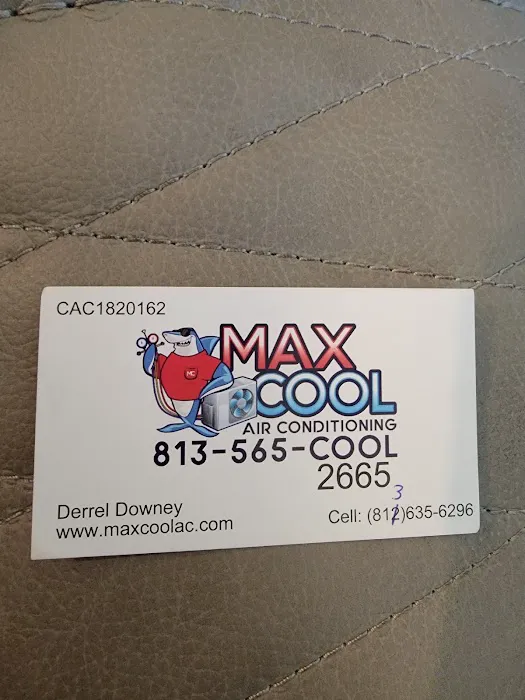 CAC1820162
MC
MAX
COOL
AIR CONDITIONING
813-565-COOL
2665
3
Derrel Downey
Cell: (812)635-6296
www.maxcoolac.com